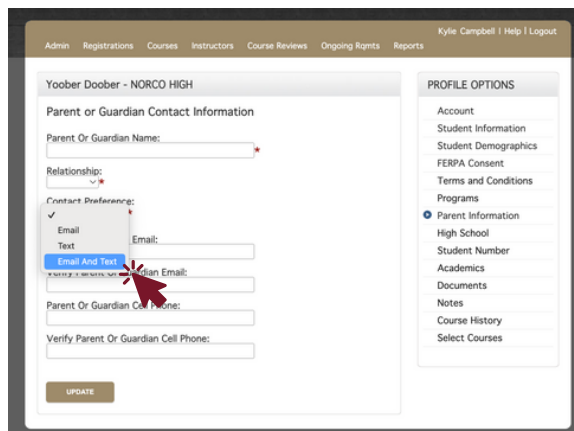 Kylie Campbell | Help | Logout
Admin Registrations Courses Instructors Course Reviews Ongoing Rqmts Reports
Yoober Doober - NORCO HIGH
Parent or Guardian Contact Information
Parent Or Guardian Name:
*
Relationship:
*
Contact Preference:
✓ *
Email
Text
Email And Text
Email:
Verify Parent Or Guardian Email:
Parent Or Guardian Cell Phone:
Verify Parent Or Guardian Cell Phone:
UPDATE
PROFILE OPTIONS
Account
Student Information
Student Demographics
FERPA Consent
Terms and Conditions
Programs
Parent Information
High School
Student Number
Academics
Documents
Notes
Course History
Select Courses